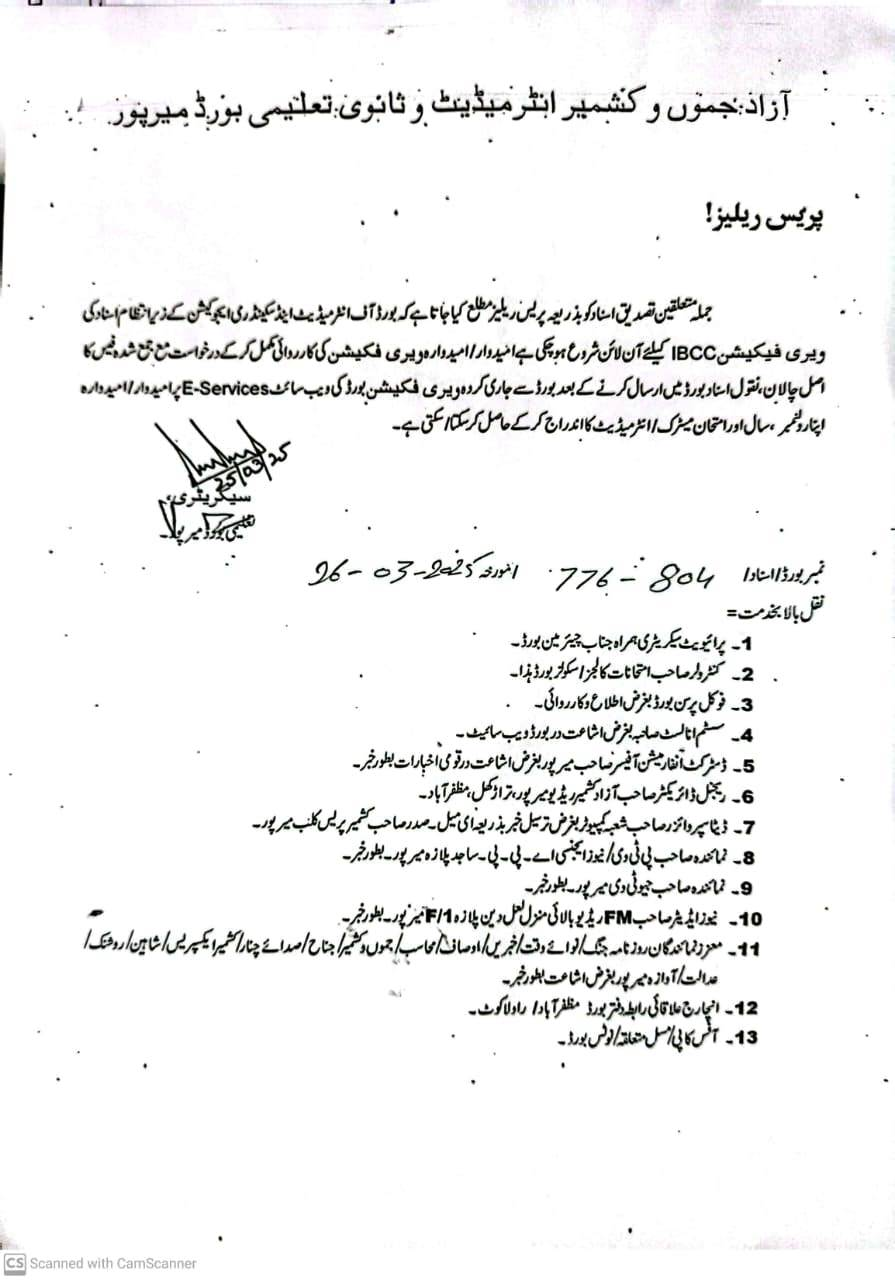 آزاد جموں و کشمیر انٹرمیڈیٹ و ثانوی تعلیمی بورڈ میرپور
پریس ریلیز!
جملہ متعلقین تصدیق اسناد کو بذریعہ پریس ریلیز مطلع کیا جاتا ہے کہ بورڈ آف انٹرمیڈیٹ اینڈ سکینڈری ایجوکیشن کے زیر انتظام اسناد کی
ویری فیکیشن IBCC کیلئے آن لائن شروع ہو چکی ہے امیدوار/امیدوارہ ویری فکیشن کی کارروائی مکمل کر کے درخواست مع جمع شدہ فیس کا
اصل چالان، نقول اسناد بورڈ میں ارسال کرنے کے بعد بورڈ سے جاری کردہ ویری فکیشن بورڈ کی ویب سائٹ E-Services پر امیدوار/امیدوارہ
اپنا رولنمبر، سال اور امتحان میٹرک/انٹرمیڈیٹ کا اندراج کر کے حاصل کر سکتا/سکتی ہے۔
25/03/25
سیکریٹری،
تعلیمی بورڈ میرپور۔
نمبر بورڈ/اسناد/ 776-804 /مورخہ 26-03-2025
نقل بالا بخدمت=
1۔ پرائیویٹ سیکریٹری ہمراہ جناب چیئرمین بورڈ۔
2۔ کنٹرولر صاحب امتحانات کالجز/سکولز بورڈ ہذا۔
3۔ فوکل پرسن بورڈ بغرض اطلاع و کارروائی۔
4۔ سسٹم انالسٹ صاحبہ بغرض اشاعت در بورڈ ویب سائیٹ۔
5۔ ڈسٹرکٹ انفارمیشن آفیسر صاحب میرپور بغرض اشاعت در قومی اخبارات بطور خبر۔
6۔ ریجنل ڈائریکٹر صاحب آزاد کشمیر ریڈیو میرپور، تراڑکھل، مظفرآباد۔
7۔ ڈیٹا سپروائزر صاحب شعبہ کمپیوٹر بغرض ترسیل خبر بذریعہ ای میل۔ صدر صاحب کشمیر پریس کلب میرپور۔
8۔ نمائندہ صاحب پی ٹی وی/نیوز ایجنسی اے۔پی۔پی۔ ساجد پلازہ میرپور۔ بطور خبر۔
9۔ نمائندہ صاحب جیو ٹی وی میرپور۔ بطور خبر۔
10۔ نیوز ایڈیٹر صاحب FM ریڈیو بالائی منزل لعل دین پلازہ F/1 میرپور۔ بطور خبر۔
11۔ معزز نمائندگان روزنامہ جنگ/نوائے وقت/خبریں/اوصاف/محاسب/جموں و کشمیر/جناح/صدائے چنار/کشمیر ایکسپریس/شاہین/روشنک/
عدالت/آوازہ میرپور بغرض اشاعت بطور خبر۔
12۔ انچارج علاقائی رابطہ دفتر بورڈ مظفرآباد/ راولاکوٹ۔
13۔ آفس کاپی/مسل متعلقہ/نوٹس بورڈ۔
CS Scanned with CamScanner